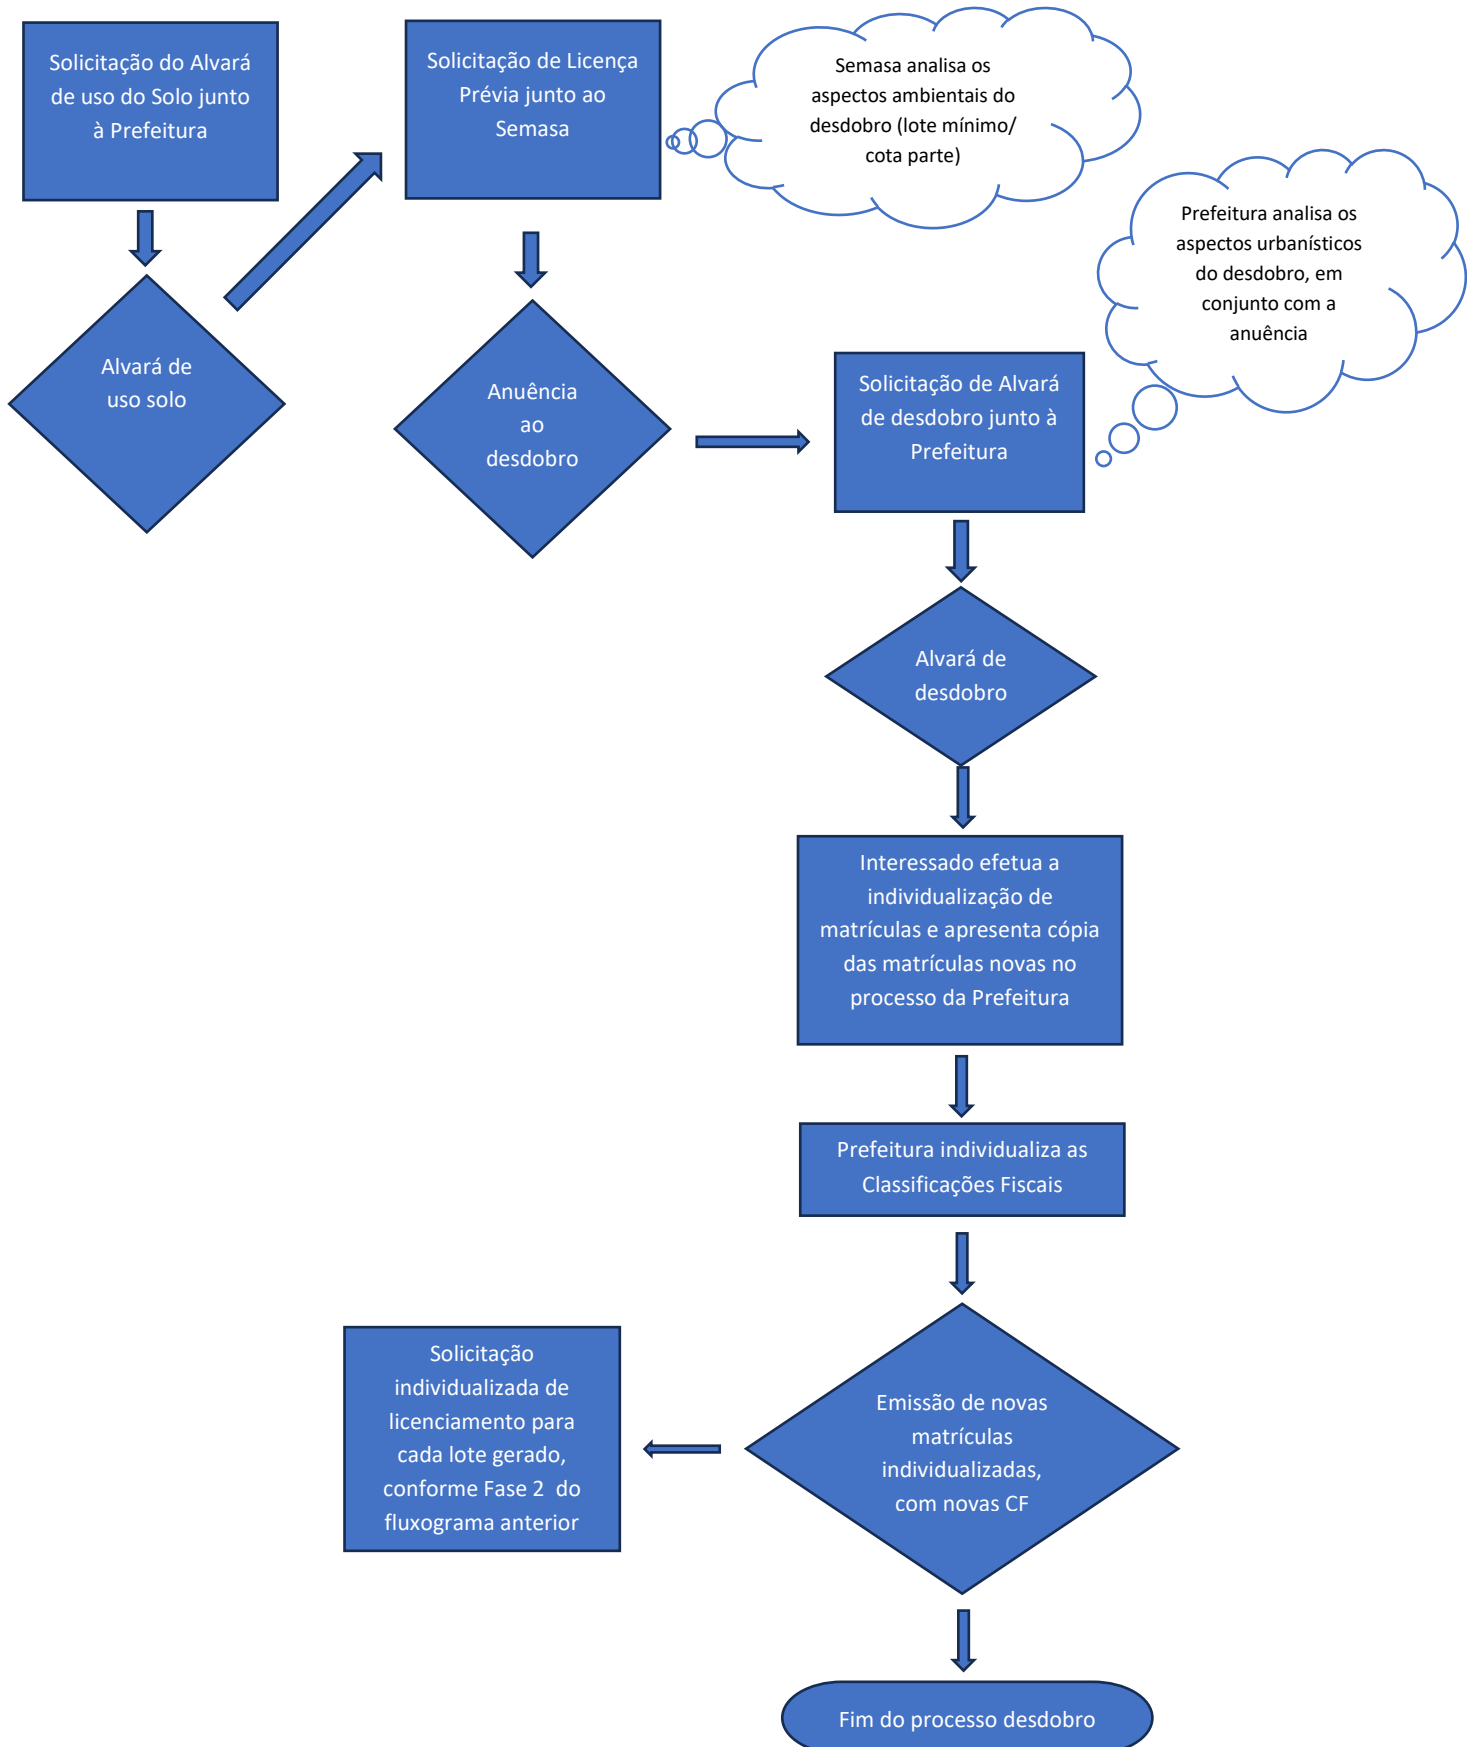 Solicitação do Alvará
de uso do Solo junto
à Prefeitura
Solicitação de Licença
Prévia junto ao
Semasa
Semasa analisa os
aspectos ambientais do
desdobro (lote mínimo/
cota parte)
Prefeitura analisa os
aspectos urbanísticos
do desdobro, em
conjunto com a
anuência
Alvará de
uso solo
Anuência
ao
desdobro
Solicitação de Alvará
de desdobro junto à
Prefeitura
Alvará de
desdobro
Interessado efetua a
individualização de
matrículas e apresenta cópia
das matrículas novas no
processo da Prefeitura
Prefeitura individualiza as
Classificações Fiscais
Emissão de novas
matrículas
individualizadas,
com novas CF
Solicitação
individualizada de
licenciamento para
cada lote gerado,
conforme Fase 2  do
fluxograma anterior
Fim do processo desdobro